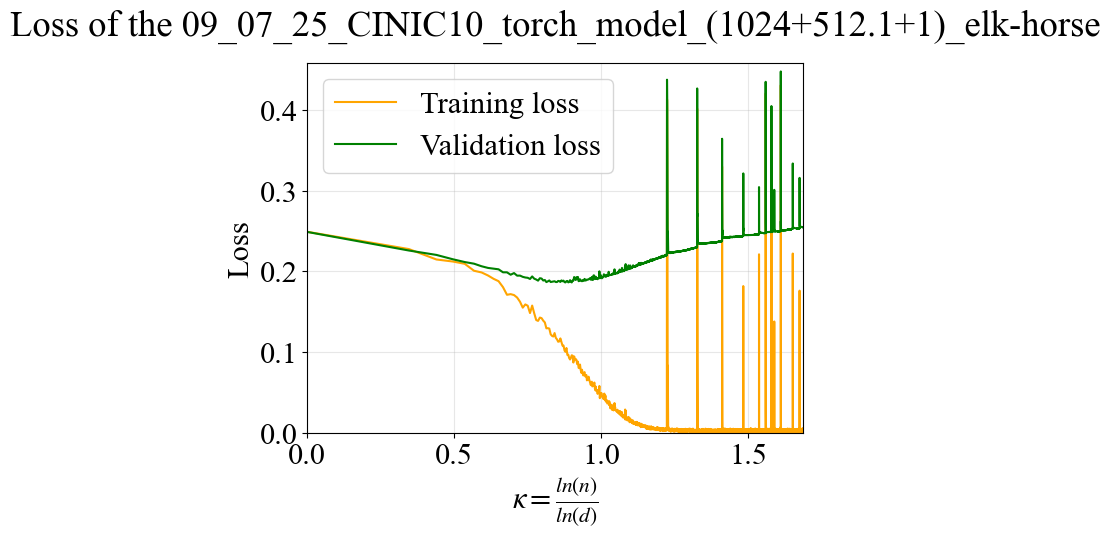 Loss of the 09_07_25_CINIC10_torch_model_(1024+512.1+1)_elk-horse
Training loss
Validation loss
Loss
0.4
0.3
0.2
0.1
0.0
0.0 0.5 1.0 1.5
κ = ln(n)/ln(d)